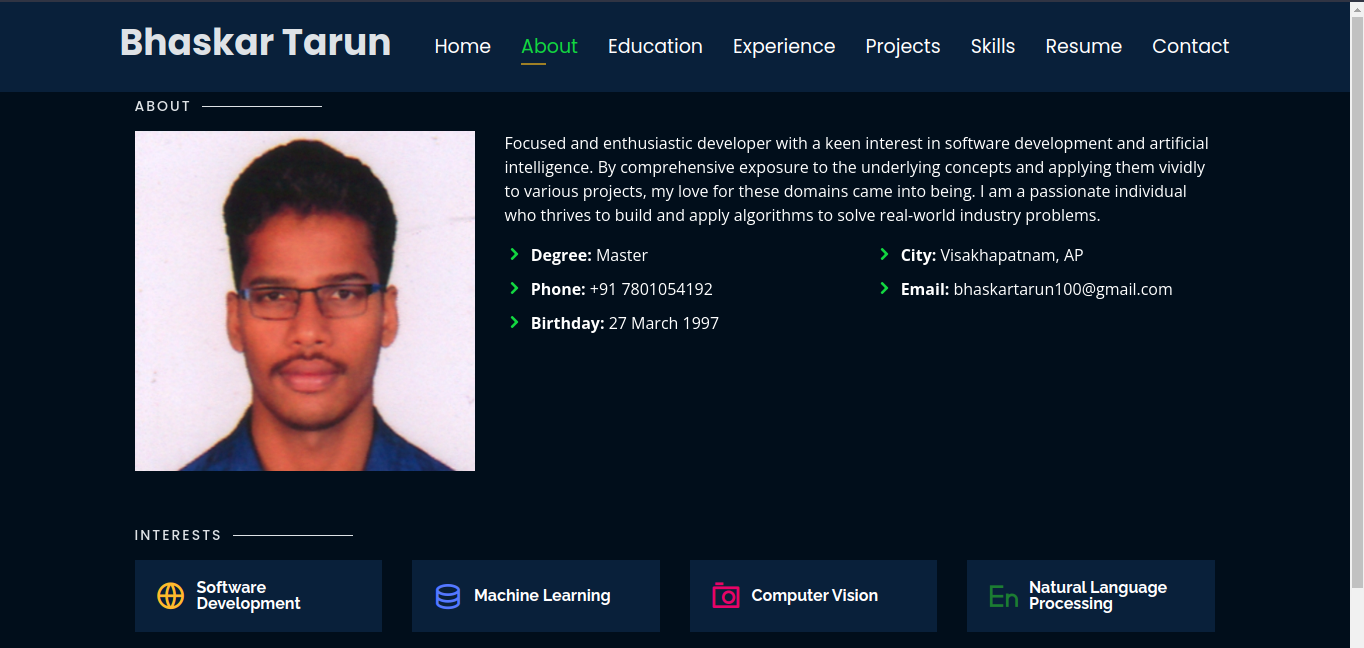 Bhaskar Tarun
Home About Education Experience Projects Skills Resume Contact
ABOUT
Focused and enthusiastic developer with a keen interest in software development and artificial
intelligence. By comprehensive exposure to the underlying concepts and applying them vividly
to various projects, my love for these domains came into being. I am a passionate individual
who thrives to build and apply algorithms to solve real-world industry problems.
Degree: Master
City: Visakhapatnam, AP
Phone: +91 7801054192
Email: bhaskartarun100@gmail.com
Birthday: 27 March 1997
INTERESTS
Software
Development
Machine Learning
Computer Vision
En
Natural Language
Processing